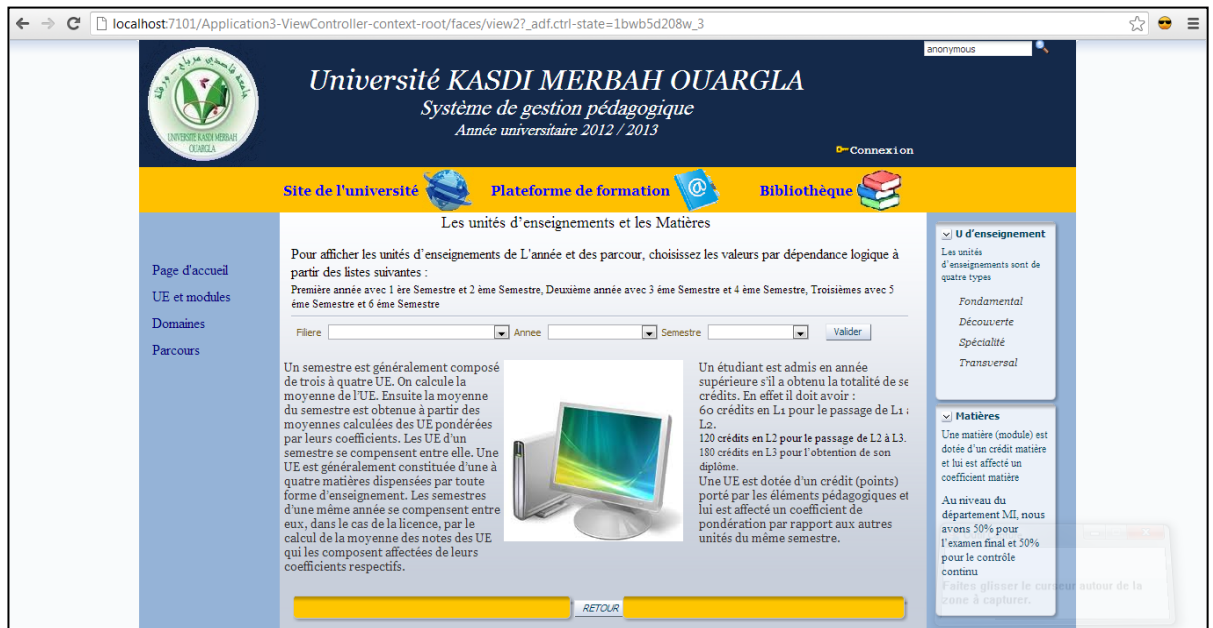 localhost:7101/Application3-ViewController-context-root/faces/view2?_adf.ctrl-state=1bwb5d208w_3
anonymous
جامعة قاصدي مرباح - ورقلة
UNIVERSITE KASDI MERBAH
OUARGLA
Université KASDI MERBAH OUARGLA
Système de gestion pédagogique
Année universitaire 2012 / 2013
Connexion
Site de l'université
Plateforme de formation
@
Bibliothèque
Page d'accueil
UE et modules
Domaines
Parcours
Les unités d’enseignements et les Matières
Pour afficher les unités d’enseignements de L'année et des parcour, choisissez les valeurs par dépendance logique à
partir des listes suivantes :
Première année avec 1 ère Semestre et 2 ème Semestre, Deuxième année avec 3 éme Semestre et 4 ème Semestre, Troisièmes avec 5
éme Semestre et 6 éme Semestre
Filiere
Annee
Semestre
Valider
Un semestre est généralement composé
de trois à quatre UE. On calcule la
moyenne de l’UE. Ensuite la moyenne
du semestre est obtenue à partir des
moyennes calculées des UE pondérées
par leurs coefficients. Les UE d’un
semestre se compensent entre elle. Une
UE est généralement constituée d’une à
quatre matières dispensées par toute
forme d’enseignement. Les semestres
d’une même année se compensent entre
eux, dans le cas de la licence, par le
calcul de la moyenne des notes des UE
qui les composent affectées de leurs
coefficients respectifs.
Un étudiant est admis en année
supérieure s’il a obtenu la totalité de se
crédits. En effet il doit avoir :
60 crédits en L1 pour le passage de L1
L2.
120 crédits en L2 pour le passage de L2 à L3.
180 crédits en L3 pour l’obtention de son
diplôme.
Une UE est dotée d’un crédit (points)
porté par les éléments pédagogiques et
lui est affecté un coefficient de
pondération par rapport aux autres
unités du même semestre.
RETOUR
U d’enseignement
Les unités
d’enseignements sont de
quatre types
Fondamental
Découverte
Spécialité
Transversal
Matières
Une matière (module) est
dotée d’un crédit matière
et lui est affecté un
coefficient matière
Au niveau du
département MI, nous
avons 50% pour
l’examen final et 50%
pour le contrôle
continu
Faites glisser le curseur autour de la
zone à capturer.